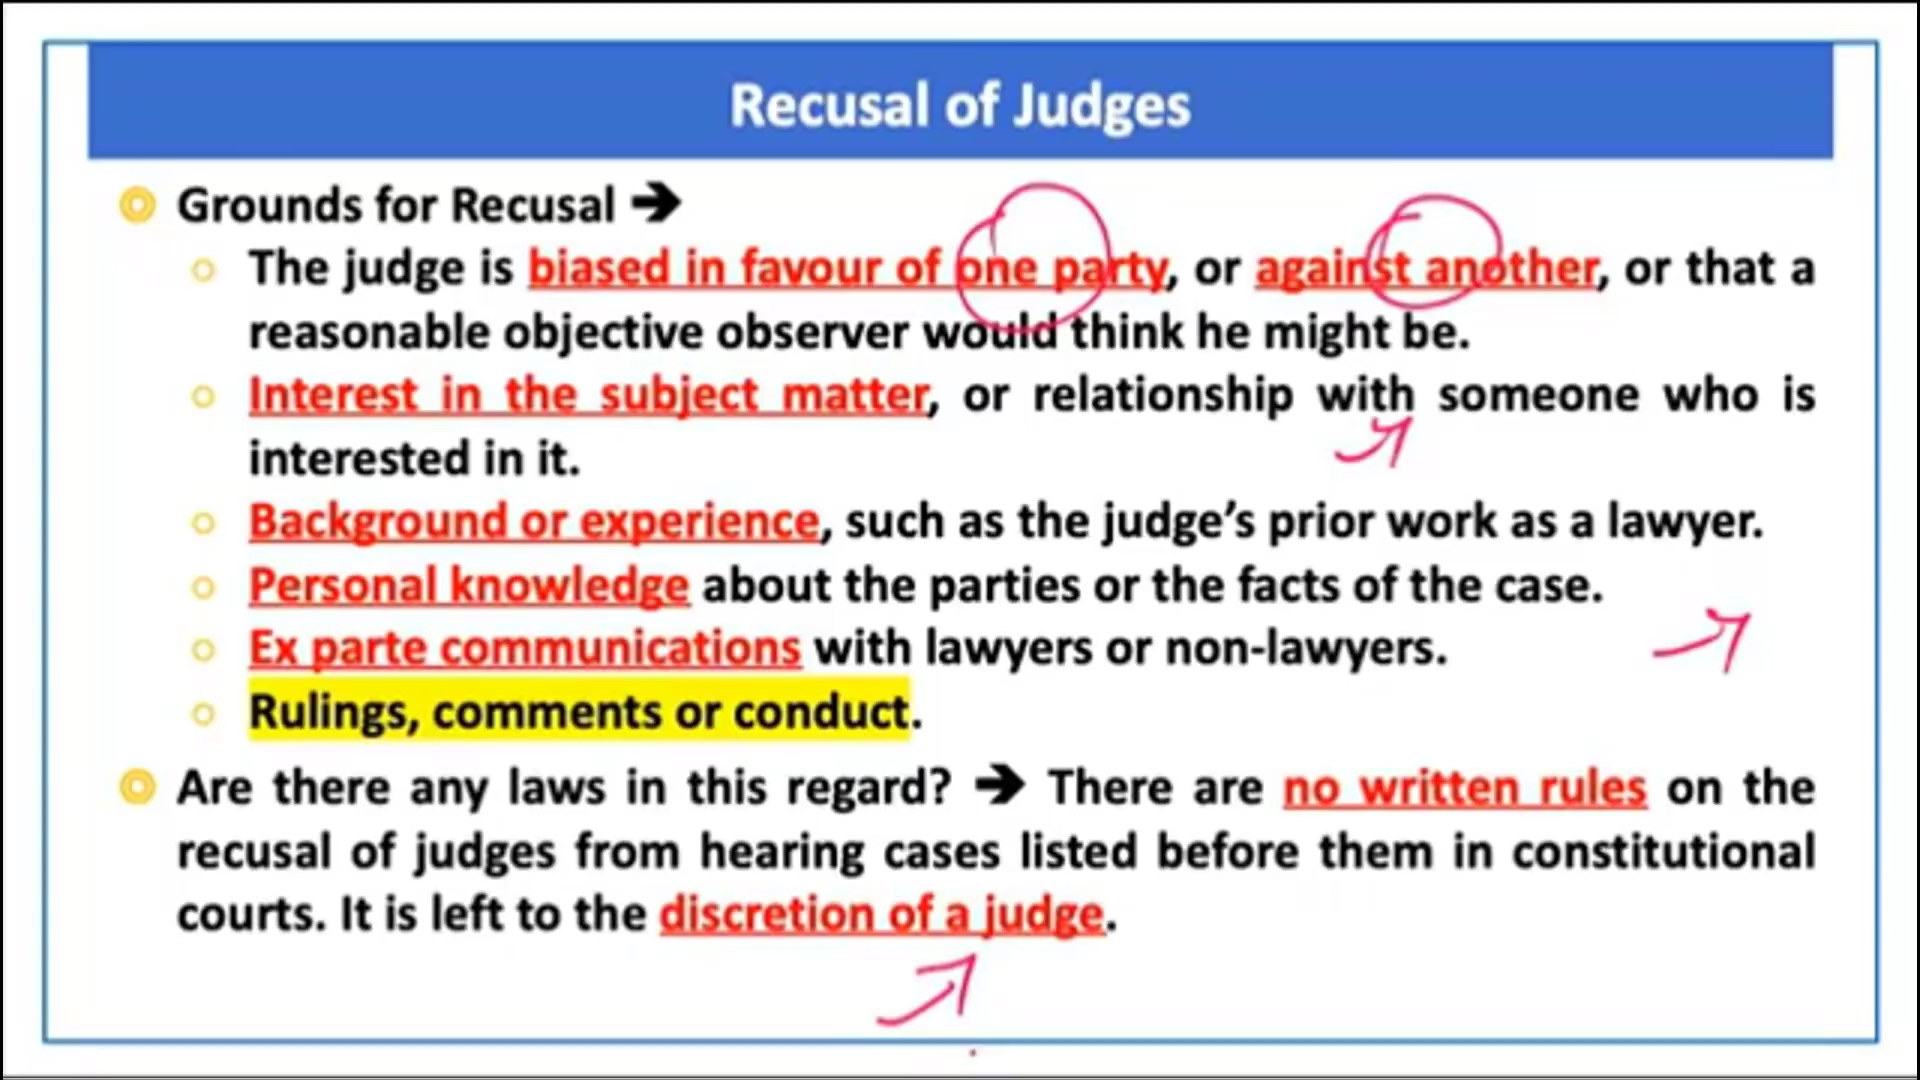 Recusal of Judges
Grounds for Recusal ➔
The judge is biased in favour of one party, or against another, or that a
reasonable objective observer would think he might be.
Interest in the subject matter, or relationship with someone who is
interested in it.
Background or experience, such as the judge’s prior work as a lawyer.
Personal knowledge about the parties or the facts of the case.
Ex parte communications with lawyers or non-lawyers.
Rulings, comments or conduct.
Are there any laws in this regard? ➔ There are no written rules on the
recusal of judges from hearing cases listed before them in constitutional
courts. It is left to the discretion of a judge.